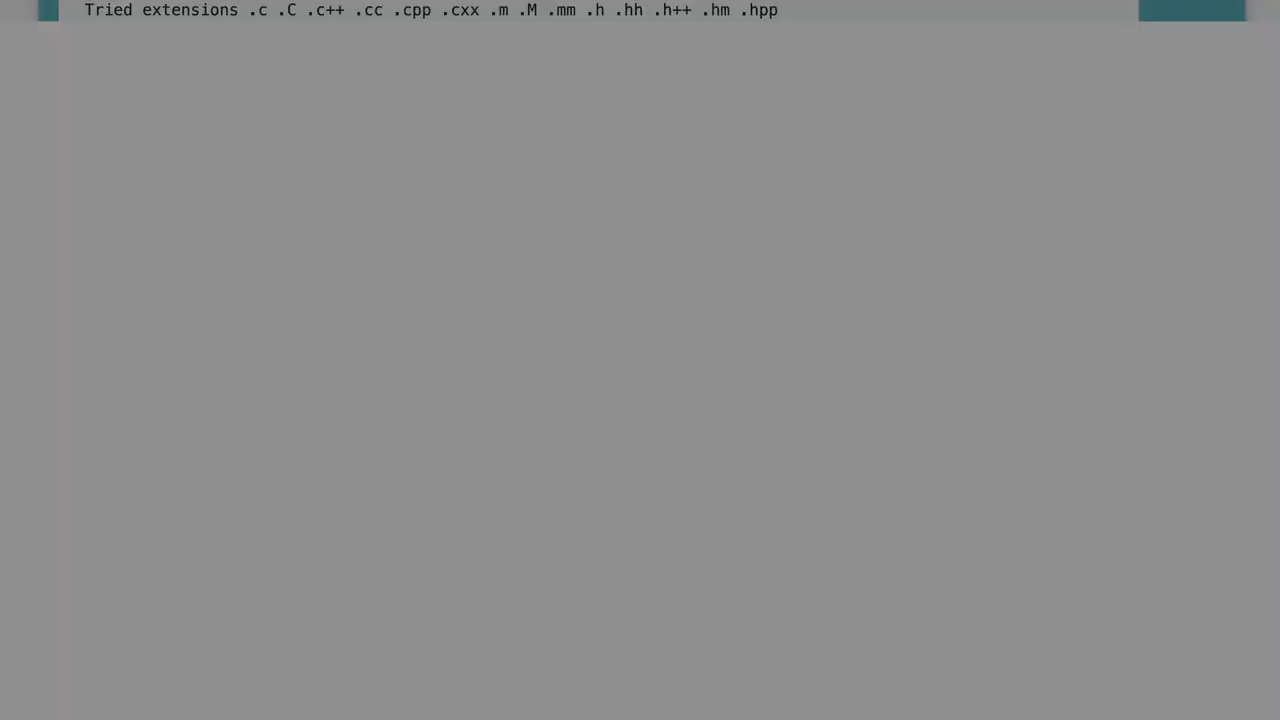 Tried extensions .c .C .c++ .cc .cpp .cxx .m .M .mm .h .hh .h++ .hm .hpp